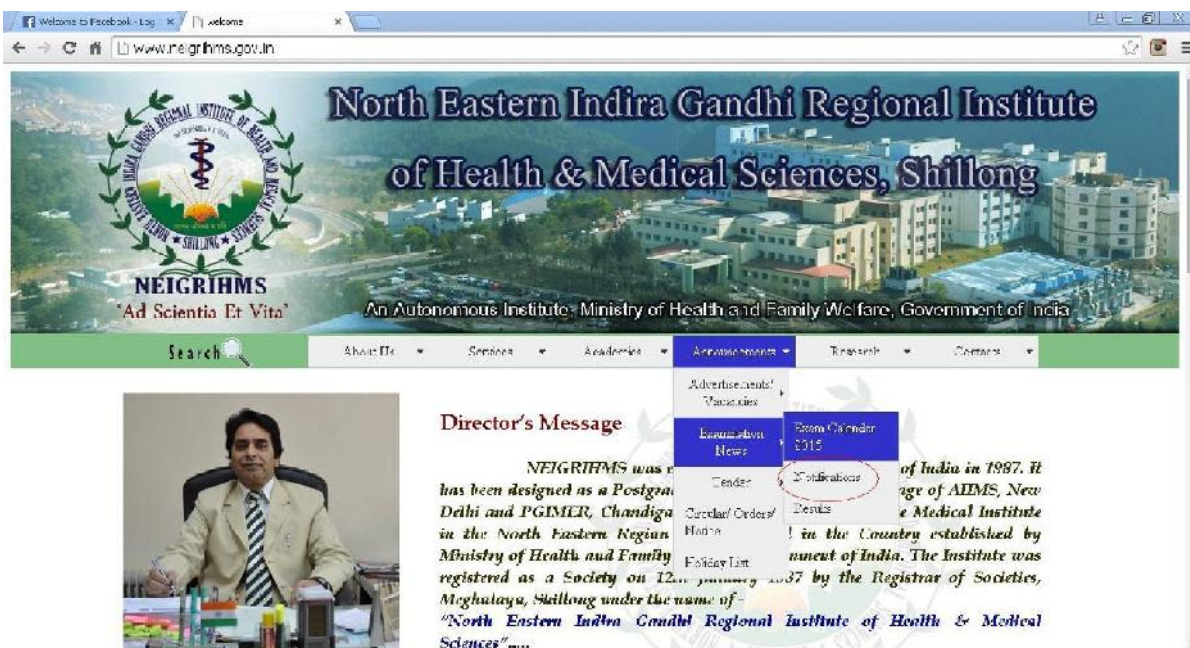 Welcome to Facebook - Log
welcome
www.neigrihms.gov.in
North Eastern Indira Gandhi Regional Institute
of Health & Medical Sciences, Shillong
NEIGRIHMS
'Ad Scientia Et Vita'
An Autonomous Institute, Ministry of Health and Family Welfare, Government of India
Search
About Us
Services
Academics
Announcements
Research
Contacts
Advertisements/
Vacancies
Examination
News
Tender
Circular/ Orders/
Notice
Holiday List
Exam Calender
2015
Notifications
Results
Director's Message
NEIGRIHMS was of India in 1987. It
has been designed as a Postgra ge of AIIMS, New
Delhi and PGIMER, Chandiga e Medical Institute
in the North Eastern Region in the Country established by
Ministry of Health and Family nment of India. The Institute was
registered as a Society on 12th January 1987 by the Registrar of Societies,
Meghalaya, Shillong under the name of -
"North Eastern Indira Gandhi Regional Institute of Health & Medical
Sciences"....